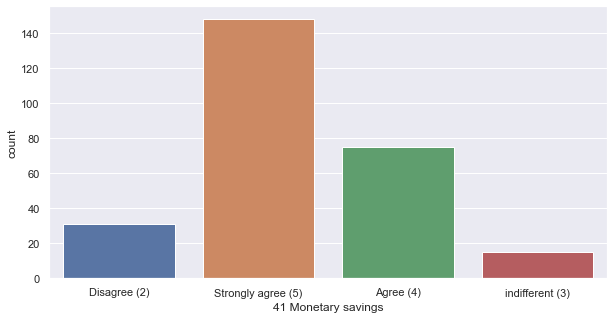 140
120
100
80
60
40
20
0
count
Disagree (2) Strongly agree (5) Agree (4) indifferent (3)
41 Monetary savings